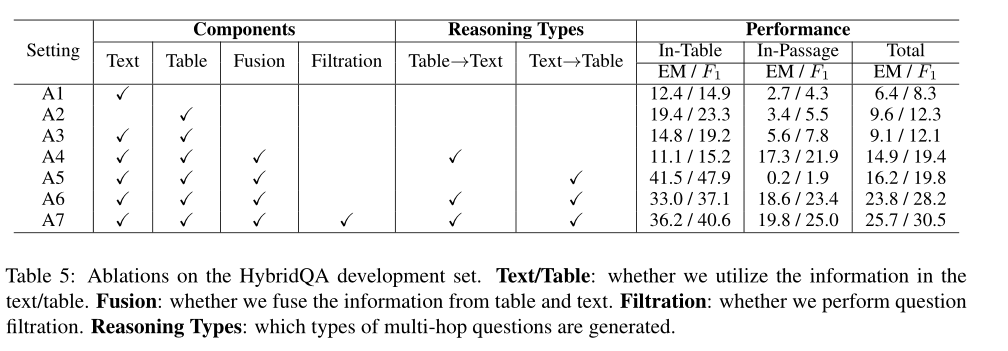 Setting Components Reasoning Types Performance
Text Table Fusion Filtration Table→Text Text→Table In-Table In-Passage Total
EM / F1 EM / F1 EM / F1
A1 ✓ 12.4 / 14.9 2.7 / 4.3 6.4 / 8.3
A2 ✓ 19.4 / 23.3 3.4 / 5.5 9.6 / 12.3
A3 ✓ ✓ 14.8 / 19.2 5.6 / 7.8 9.1 / 12.1
A4 ✓ ✓ ✓ ✓ 11.1 / 15.2 17.3 / 21.9 14.9 / 19.4
A5 ✓ ✓ ✓ ✓ 41.5 / 47.9 0.2 / 1.9 16.2 / 19.8
A6 ✓ ✓ ✓ ✓ ✓ 33.0 / 37.1 18.6 / 23.4 23.8 / 28.2
A7 ✓ ✓ ✓ ✓ ✓ ✓ 36.2 / 40.6 19.8 / 25.0 25.7 / 30.5
Table 5: Ablations on the HybridQA development set. Text/Table: whether we utilize the information in the
text/table. Fusion: whether we fuse the information from table and text. Filtration: whether we perform question
filtration. Reasoning Types: which types of multi-hop questions are generated.